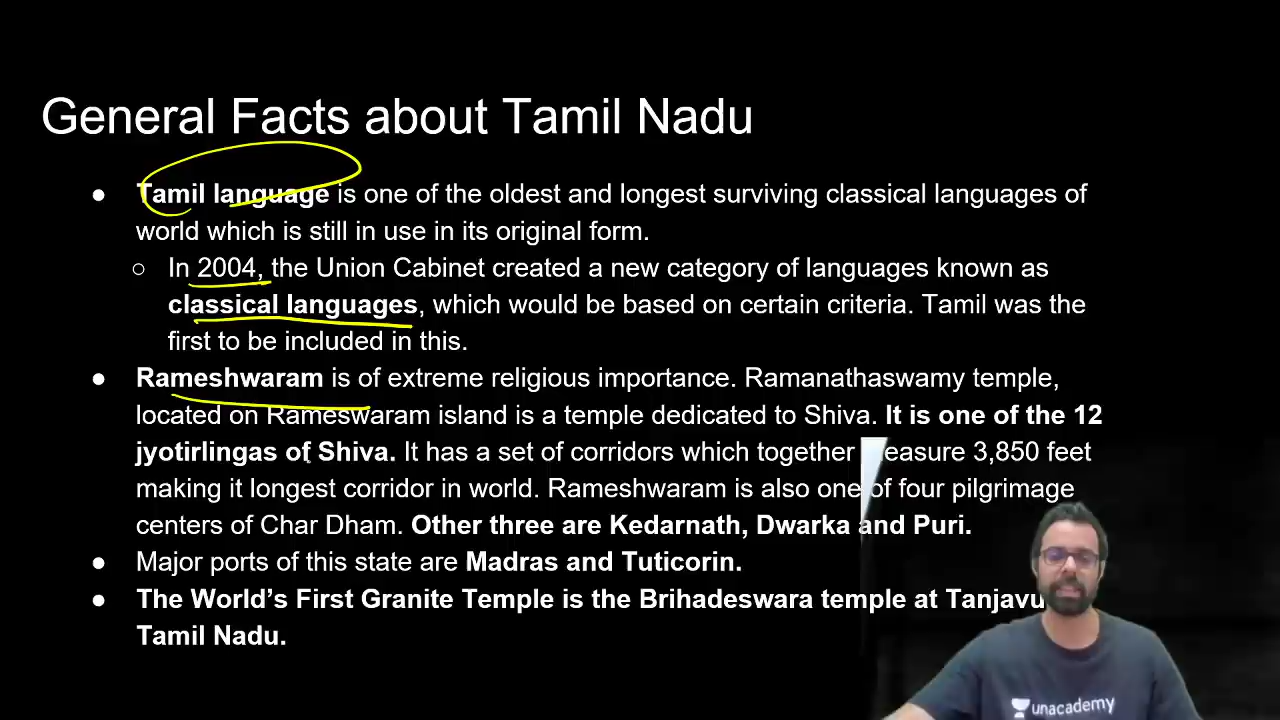 General Facts about Tamil Nadu
● Tamil language is one of the oldest and longest surviving classical languages of
world which is still in use in its original form.
○ In 2004, the Union Cabinet created a new category of languages known as
classical languages, which would be based on certain criteria. Tamil was the
first to be included in this.
● Rameshwaram is of extreme religious importance. Ramanathaswamy temple,
located on Rameswaram island is a temple dedicated to Shiva. It is one of the 12
jyotirlingas of Shiva. It has a set of corridors which together measure 3,850 feet
making it longest corridor in world. Rameshwaram is also one of four pilgrimage
centers of Char Dham. Other three are Kedarnath, Dwarka and Puri.
● Major ports of this state are Madras and Tuticorin.
● The World’s First Granite Temple is the Brihadeswara temple at Tanjavu
Tamil Nadu.
unacademy